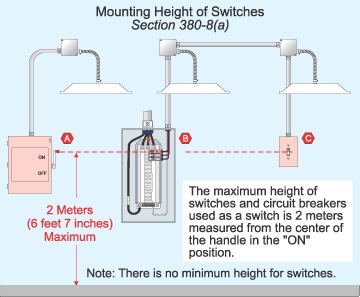 Mounting Height of Switches
Section 380-8(a)
A
B
C
ON
OFF
2 Meters
(6 feet 7 inches)
Maximum
The maximum height of
switches and circuit breakers
used as a switch is 2 meters
measured from the center of
the handle in the "ON"
position.
Note: There is no minimum height for switches.